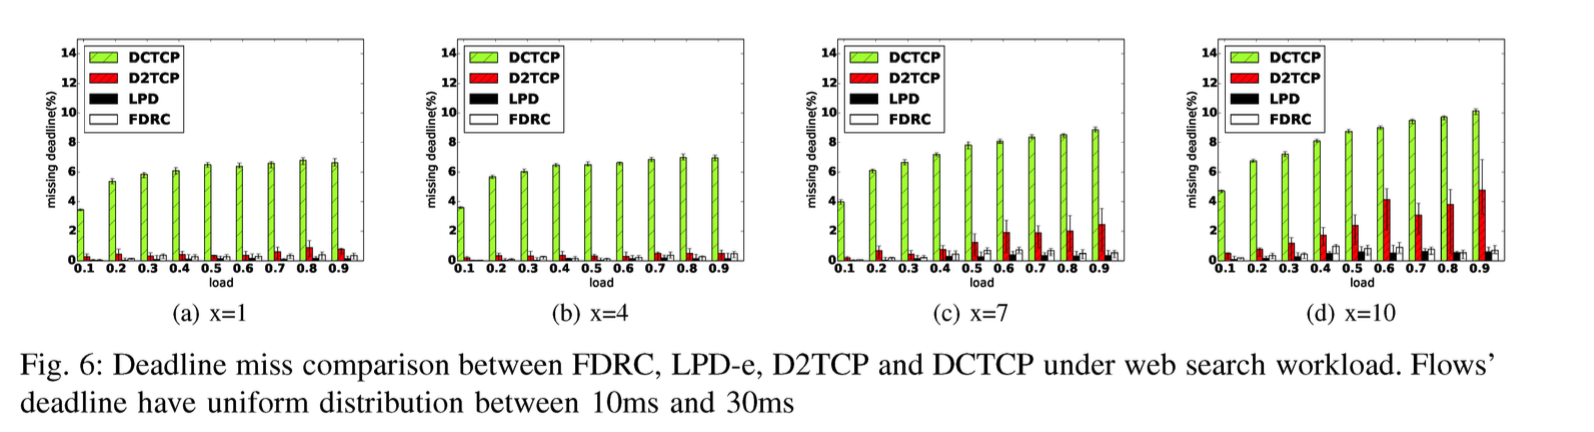 14
12
10
8
6
4
2
0
missing deadline(%)
DCTCP
D2TCP
LPD
FDRC
0.1 0.2 0.3 0.4 0.5 0.6 0.7 0.8 0.9
load
(a) x=1
14
12
10
8
6
4
2
0
missing deadline(%)
DCTCP
D2TCP
LPD
FDRC
0.1 0.2 0.3 0.4 0.5 0.6 0.7 0.8 0.9
load
(b) x=4
14
12
10
8
6
4
2
0
missing deadline(%)
DCTCP
D2TCP
LPD
FDRC
0.1 0.2 0.3 0.4 0.5 0.6 0.7 0.8 0.9
load
(c) x=7
14
12
10
8
6
4
2
0
missing deadline(%)
DCTCP
D2TCP
LPD
FDRC
0.1 0.2 0.3 0.4 0.5 0.6 0.7 0.8 0.9
load
(d) x=10
Fig. 6: Deadline miss comparison between FDRC, LPD-e, D2TCP and DCTCP under web search workload. Flows’
deadline have uniform distribution between 10ms and 30ms